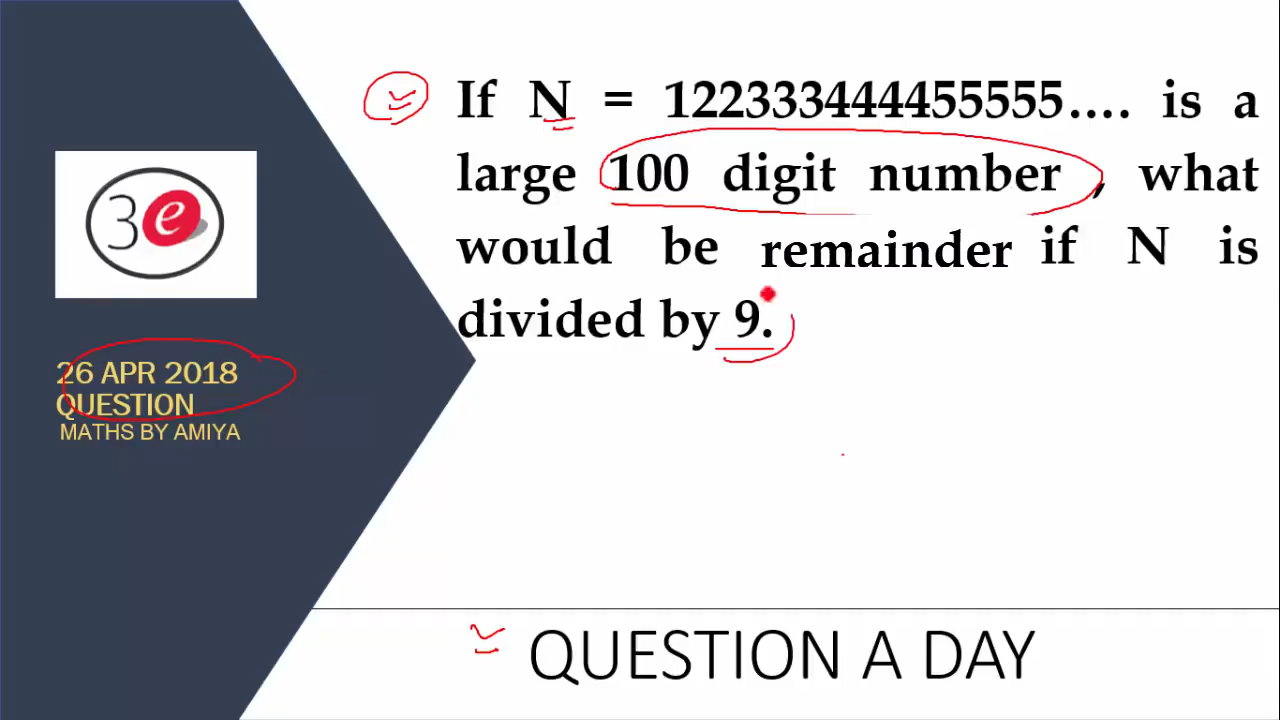 If N = 122333444455555.... is a
large 100 digit number , what
would be remainder if N is
divided by 9.
3e
26 APR 2018
QUESTION
MATHS BY AMIYA
QUESTION A DAY